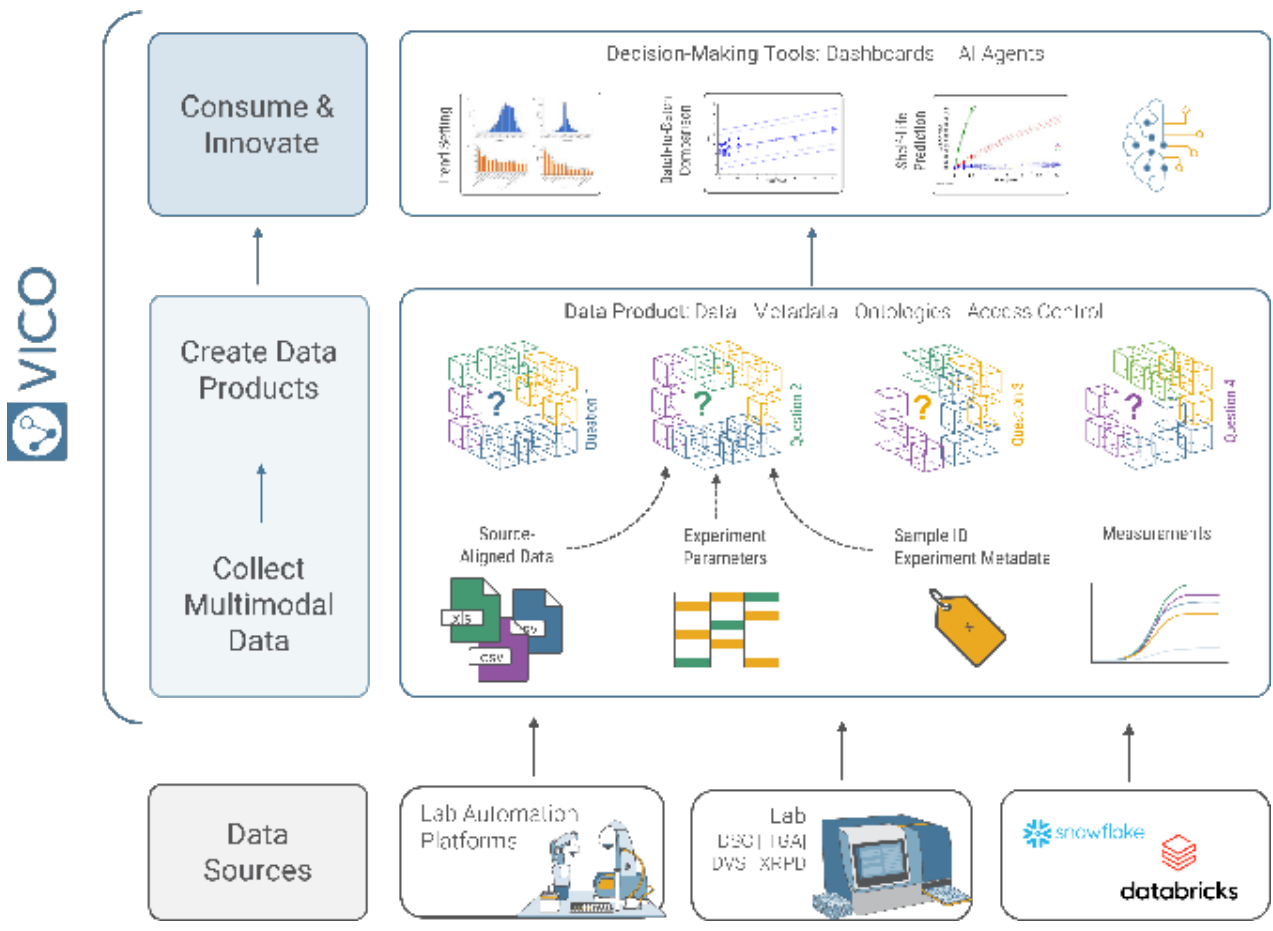 VICO
Consume &
Innovate
Decision-Making Tools: Dashboards AI Agents
Trend Setting
Batch-to-Batch
Comparison
Shelf-Life
Prediction
Create Data
Products
Data Product: Data Metadata Ontologies Access Control
?
Question
?
Question 2
?
Question 3
?
Question 4
Collect
Multimodal
Data
Source-
Aligned Data
Experiment
Parameters
Sample ID
Experiment Metadate
Measurements
xls
csv
Data
Sources
Lab Automation
Platforms
Lab
DSC| TGA|
DVS XRPD
snowflake
databricks